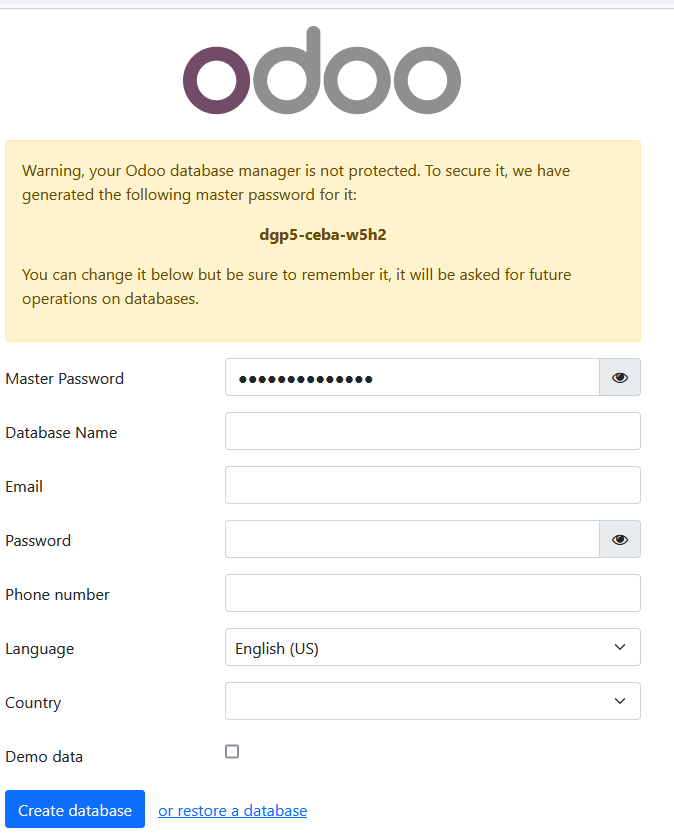 odoo
Warning, your Odoo database manager is not protected. To secure it, we have
generated the following master password for it:
dgp5-ceba-w5h2
You can change it below but be sure to remember it, it will be asked for future
operations on databases.
Master Password ●●●●●●●●●●●●●●
Database Name
Email
Password
Phone number
Language English (US)
Country
Demo data
Create database or restore a database